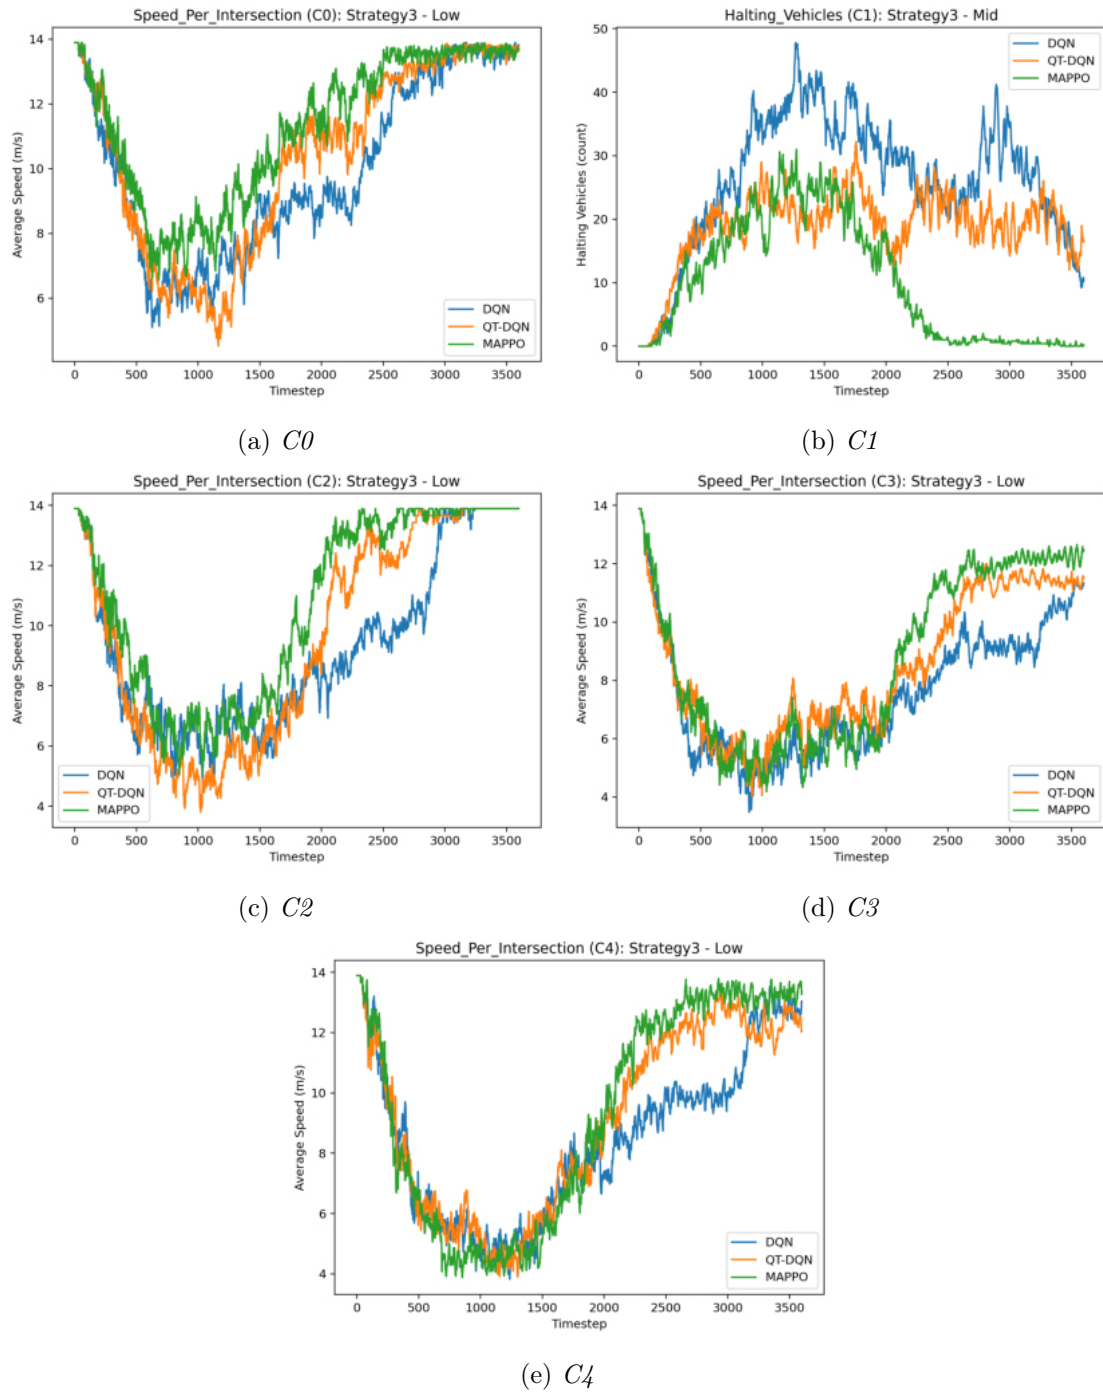 Speed_Per_Intersection (C0): Strategy3 - Low
14
12
10
8
6
Average Speed (m/s)
DQN
QT-DQN
MAPPO
0 500 1000 1500 2000 2500 3000 3500
Timestep
(a) C0
Halting_Vehicles (C1): Strategy3 - Mid
50
40
30
20
10
0
Halting Vehicles (count)
DQN
QT-DQN
MAPPO
0 500 1000 1500 2000 2500 3000 3500
Timestep
(b) C1
Speed_Per_Intersection (C2): Strategy3 - Low
14
12
10
8
6
4
Average Speed (m/s)
DQN
QT-DQN
MAPPO
0 500 1000 1500 2000 2500 3000 3500
Timestep
(c) C2
Speed_Per_Intersection (C3): Strategy3 - Low
14
12
10
8
6
4
Average Speed (m/s)
DQN
QT-DQN
MAPPO
0 500 1000 1500 2000 2500 3000 3500
Timestep
(d) C3
Speed_Per_Intersection (C4): Strategy3 - Low
14
12
10
8
6
4
Average Speed (m/s)
DQN
QT-DQN
MAPPO
0 500 1000 1500 2000 2500 3000 3500
Timestep
(e) C4